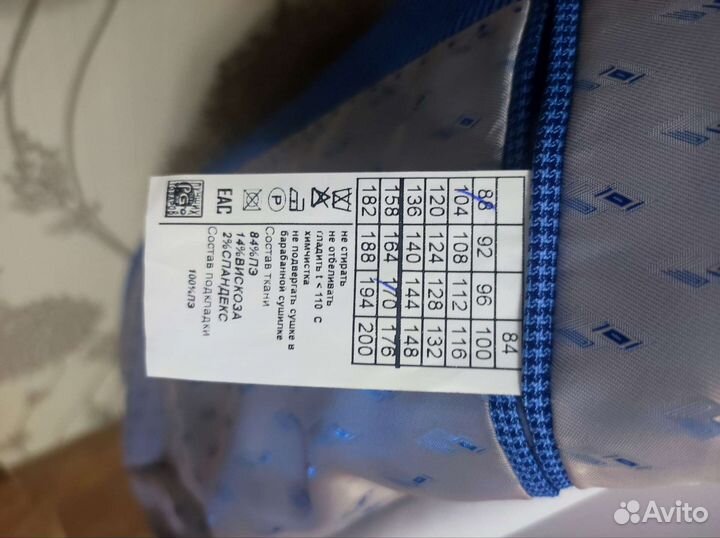 84
88 92 96 100
104 108 112 116
120 124 128 132
136 140 144 148
158 164 170 176
182 188 194 200
P
EAC
не стирать
не отбеливать
гладить t < 110 С
химчистка
не подвергать сушке в
барабанной сушилке
Состав ткани
84%ПЭ
14%ВИСКОЗА
2%СПАНДЕКС
Состав подкладки
100%ПЭ
Avito